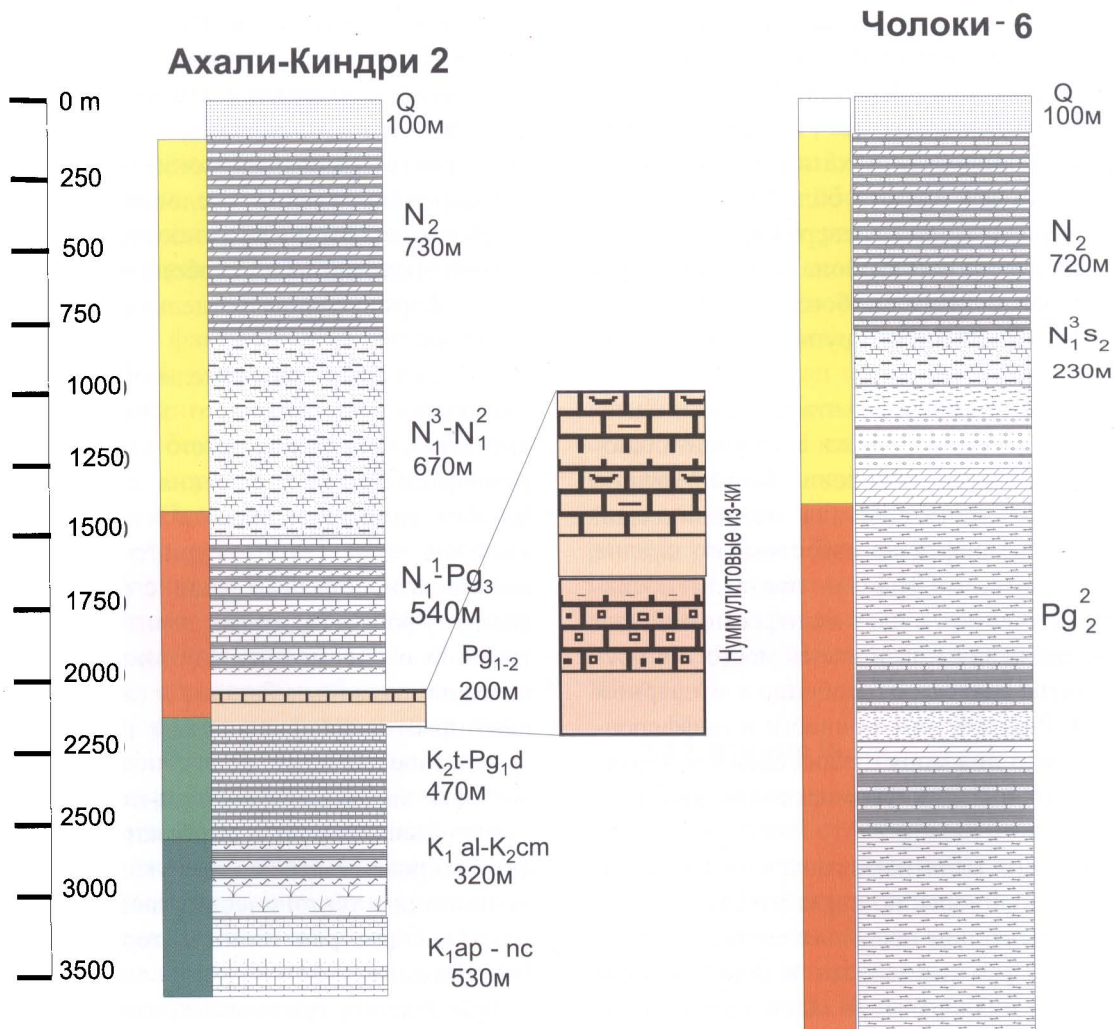 Ахали-Киндри 2
Чолоки - 6
0 m
250
500
750
1000)
1250)
1500)
1750
2000
2250
2500
3000
3500
Q
100м
N₂
730м
N₁³-N₁²
670м
N₁¹-Pg₃
540м
Pg₁₋₂
200м
K₂t-Pg₁d
470м
K₁ al-K₂cm
320м
K₁ap - nc
530м
Нуммулитовые из-ки
Q
100м
N₂
720м
N₁³s₂
230м
Pg₂²